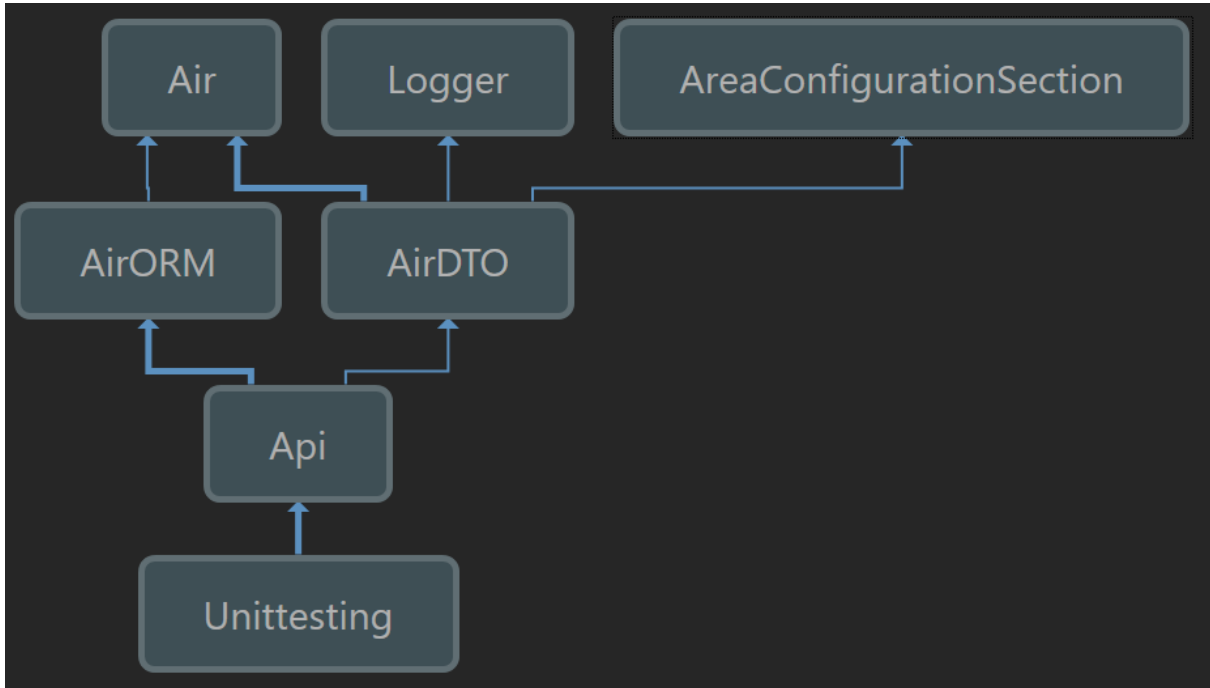 Air
Logger
AreaConfigurationSection
AirORM
AirDTO
Api
Unittesting